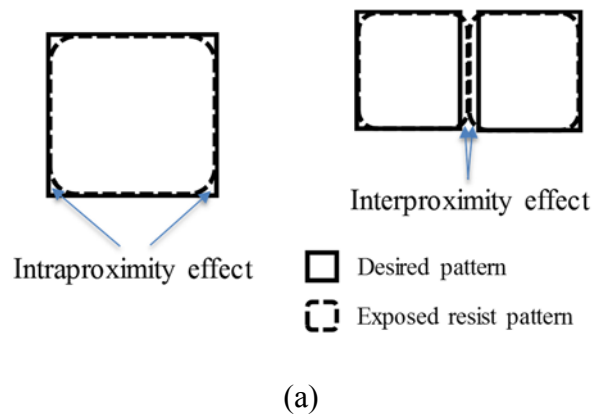 Interproximity effect
Intraproximity effect
Desired pattern
Exposed resist pattern
(a)